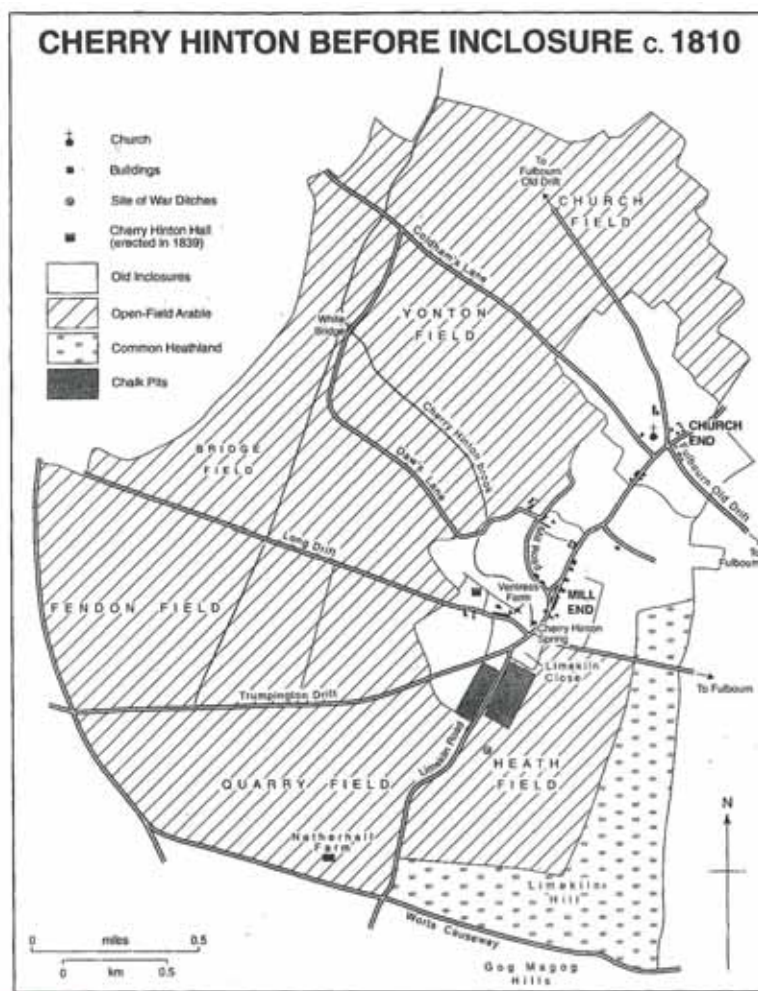 CHERRY HINTON BEFORE INCLOSURE c. 1810
Church
Buildings
Site of War Ditches
Cherry Hinton Hall
(erected in 1839)
Old Inclosures
Open-Field Arable
Common Heathland
Chalk Pits
To
Fulbourn
Old Drift
CHURCH
FIELD
Coldham's Lane
YONTON
FIELD
White
Bridge
Cherry Hinton brook
Daw's Lane
BRIDGE
FIELD
CHURCH
END
Fulbourn Old Drift
To
Fulbourn
Long Drift
Mill Road
Ventress
Farm
MILL
END
Cherry Hinton
Spring
Limekiln
Close
To Fulbourn
FENDON FIELD
Trumpington Drift
Limekiln Road
HEATH
FIELD
QUARRY FIELD
Netherhall
Farm
N
Limekiln
Hill
Worts Causeway
Gog Magog
Hills
0 miles 0.5
0 km 0.5